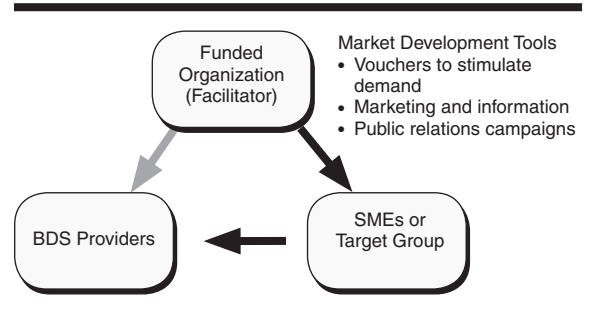 Funded
Organization
(Facilitator)
Market Development Tools
• Vouchers to stimulate
demand
• Marketing and information
• Public relations campaigns
BDS Providers
SMEs or
Target Group